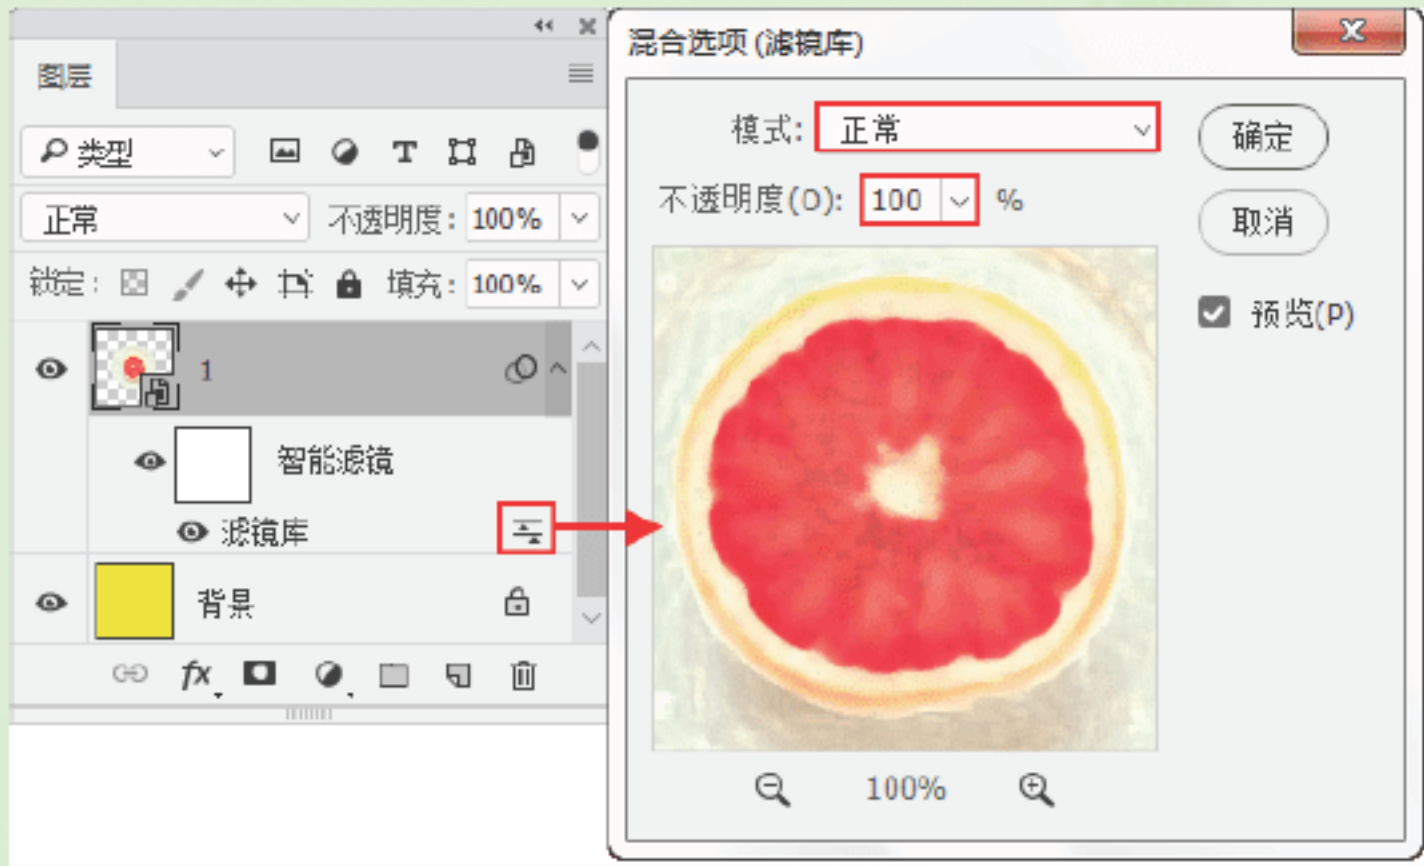 图层
类型
正常 不透明度: 100%
锁定: 填充: 100%
1
智能滤镜
滤镜库
背景
fx
混合选项 (滤镜库)
模式: 正常
不透明度(O): 100 %
确定
取消
预览(P)
100%